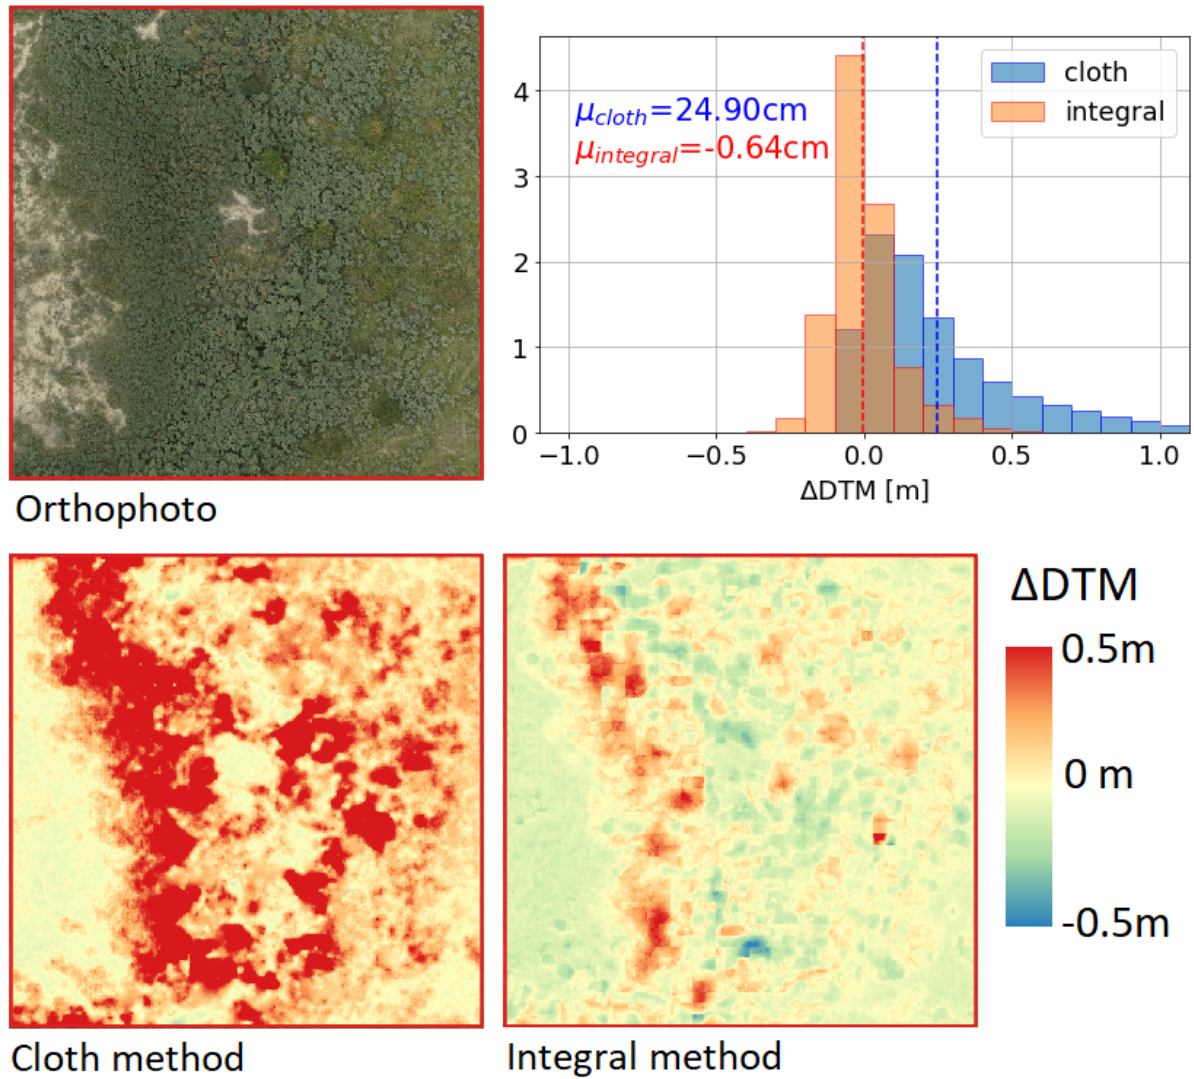 Orthophoto
cloth
integral
μcloth=24.90cm
μintegral=-0.64cm
4
3
2
1
0
−1.0 −0.5 0.0 0.5 1.0
ΔDTM [m]
Cloth method
Integral method
ΔDTM
0.5m
0 m
-0.5m